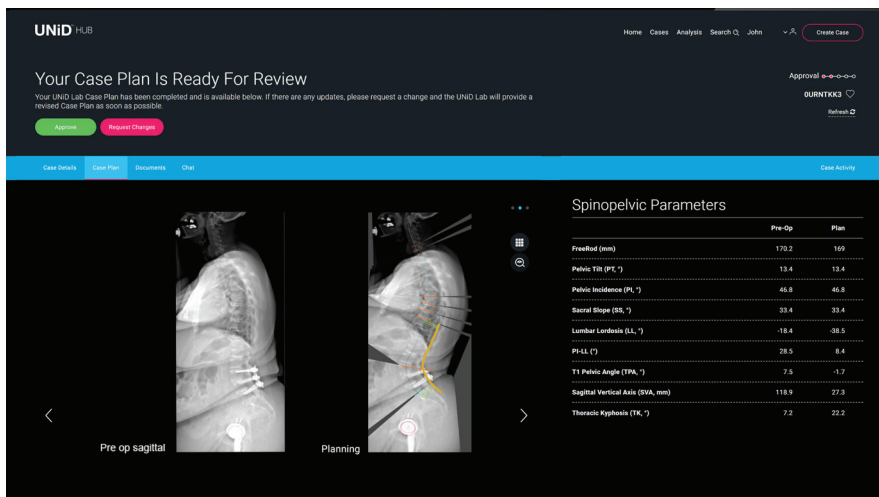 UNiD™ HUB
Home Cases Analysis Search John Create Case
Your Case Plan Is Ready For Review
Your UNiD Lab Case Plan has been completed and is available below. If there are any updates, please request a change and the UNiD Lab will provide a
revised Case Plan as soon as possible.
Approval
0URNTKK3
Refresh
Approve Request Changes
Case Details Case Plan Documents Chat Case Activity
Spinopelvic Parameters
Pre-Op Plan
FreeRod (mm) 170.2 169
Pelvic Tilt (PT, °) 13.4 13.4
Pelvic Incidence (PI, °) 46.8 46.8
Sacral Slope (SS, °) 33.4 33.4
Lumbar Lordosis (LL, °) -18.4 -38.5
PI-LL (°) 28.5 8.4
T1 Pelvic Angle (TPA, °) 7.5 -1.7
Sagittal Vertical Axis (SVA, mm) 118.9 27.3
Thoracic Kyphosis (TK, °) 7.2 22.2
Pre op sagittal
Planning